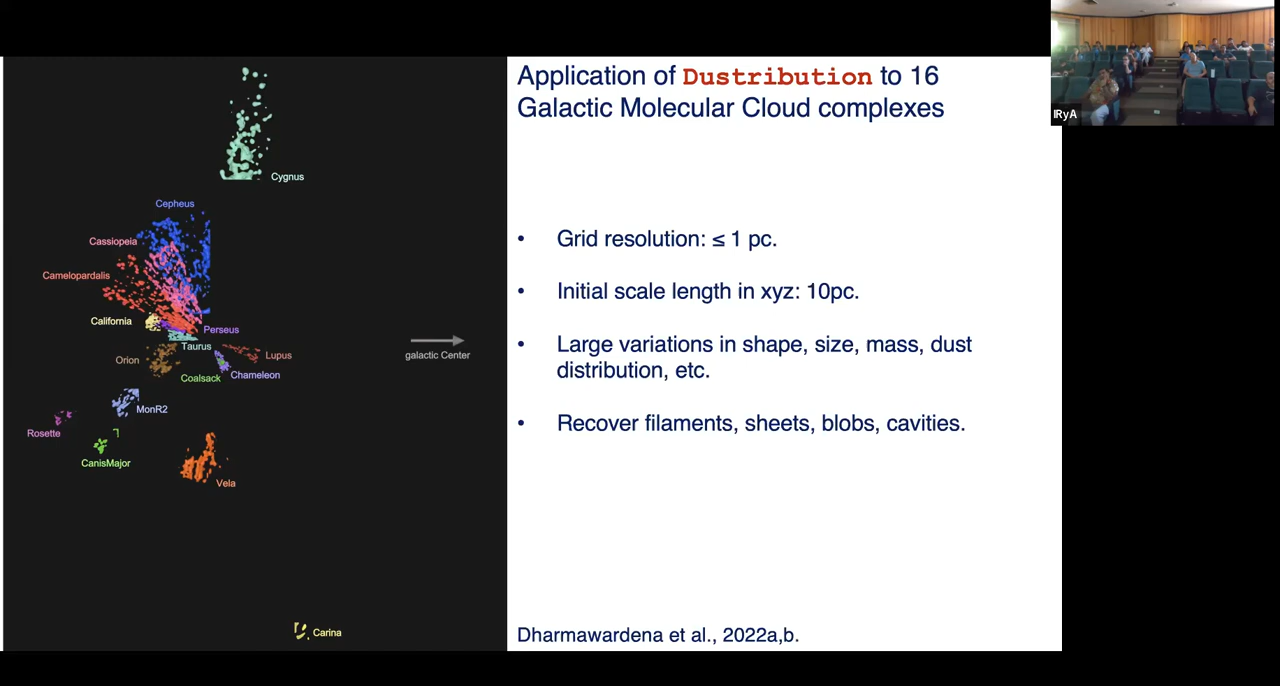 Application of Dustribution to 16
Galactic Molecular Cloud complexes
IRyA
Cygnus
Cepheus
Cassiopeia
Camelopardalis
California
Perseus
Taurus
Orion
Lupus
Coalsack
Chameleon
galactic Center
MonR2
Rosette
CanisMajor
Vela
Carina
• Grid resolution: ≤ 1 pc.
• Initial scale length in xyz: 10pc.
• Large variations in shape, size, mass, dust
distribution, etc.
• Recover filaments, sheets, blobs, cavities.
Dharmawardena et al., 2022a,b.